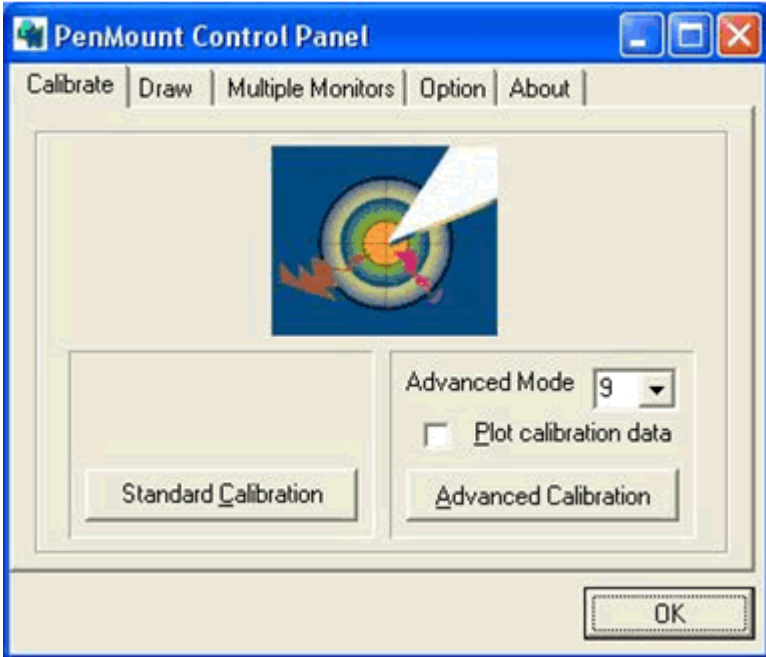 PenMount Control Panel
Calibrate Draw Multiple Monitors Option About
Advanced Mode 9
Plot calibration data
Standard Calibration Advanced Calibration
OK